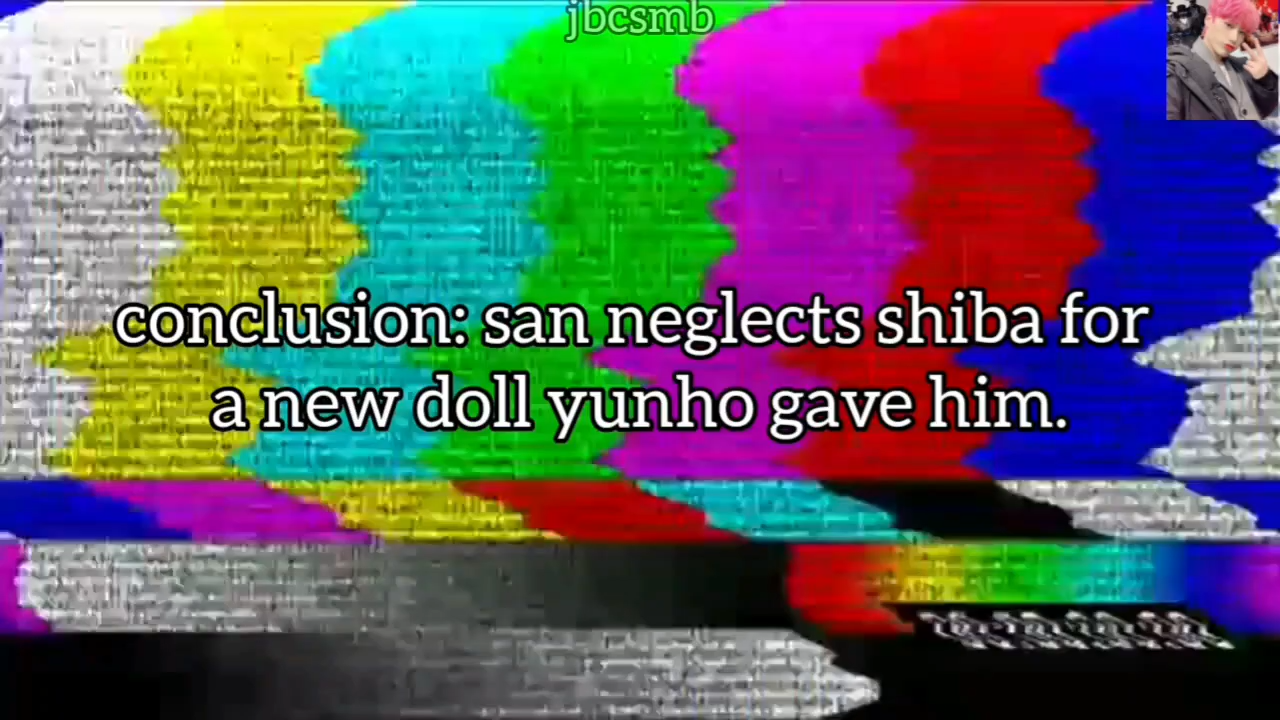 jbcsmb
conclusion: san neglects shiba for
a new doll yunho gave him.